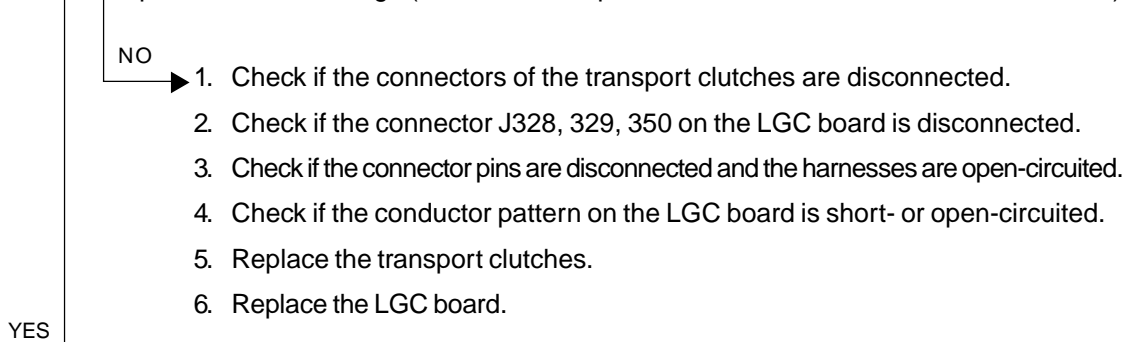 NO
1. Check if the connectors of the transport clutches are disconnected.
2. Check if the connector J328, 329, 350 on the LGC board is disconnected.
3. Check if the connector pins are disconnected and the harnesses are open-circuited.
4. Check if the conductor pattern on the LGC board is short- or open-circuited.
5. Replace the transport clutches.
6. Replace the LGC board.
YES